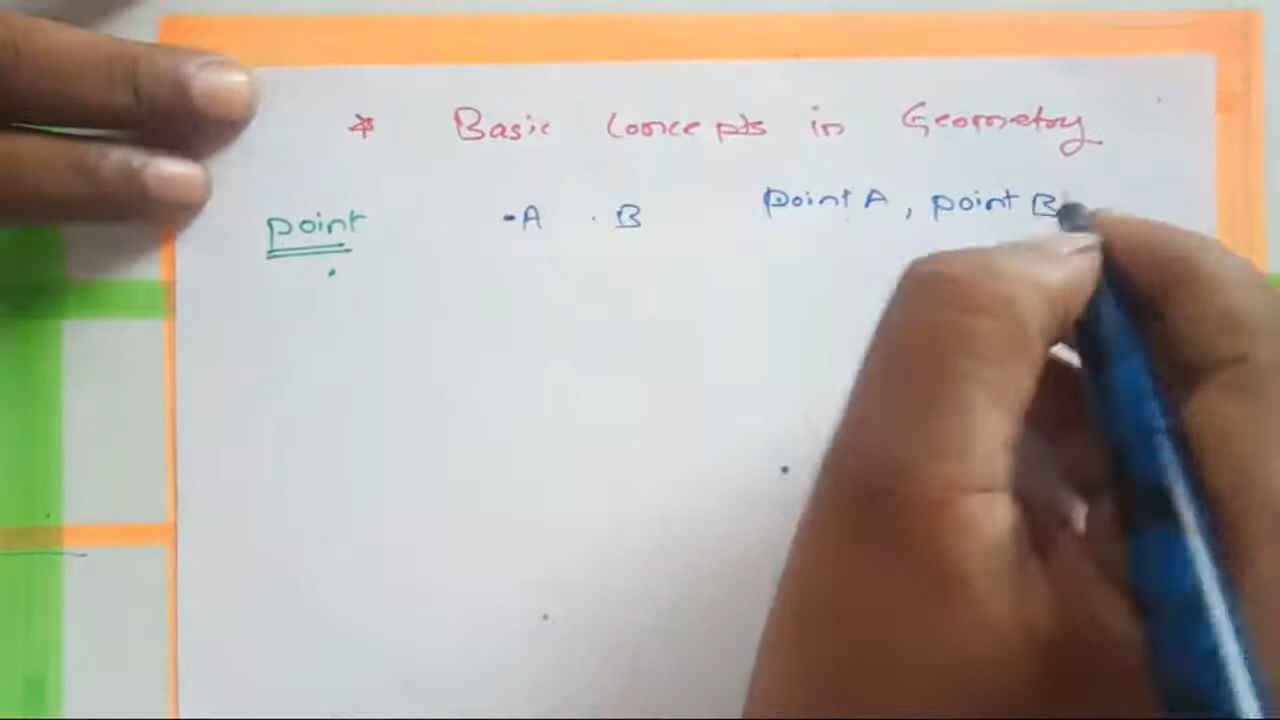 * Basic Concepts in Geometry
point .A .B point A, point B